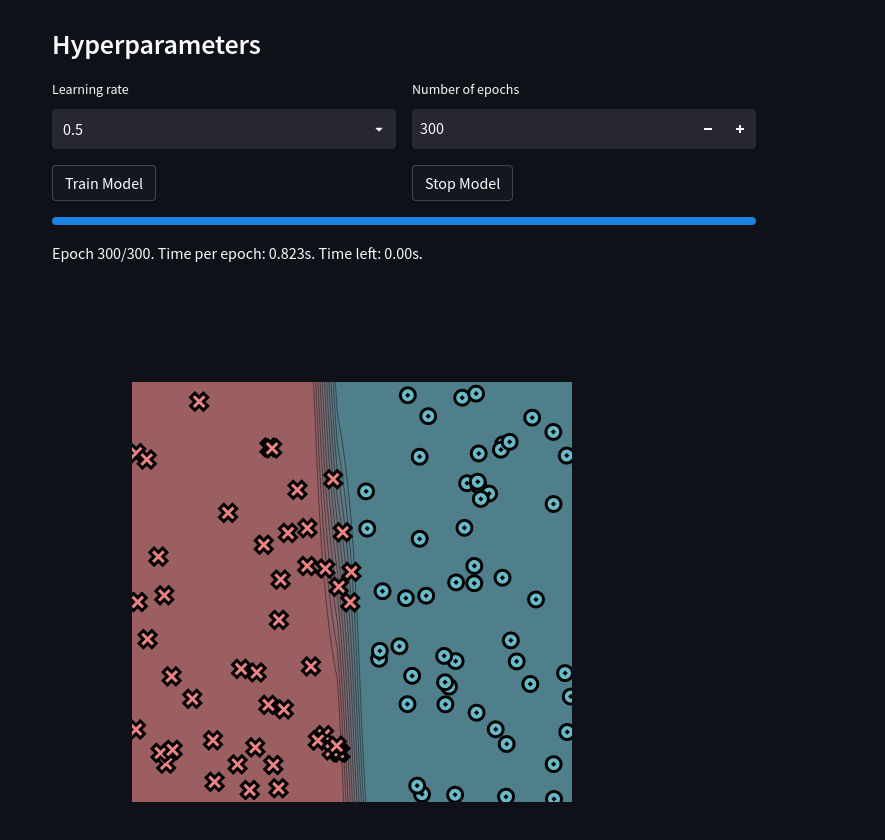 Hyperparameters
Learning rate
Number of epochs
0.5
300
Train Model
Stop Model
Epoch 300/300. Time per epoch: 0.823s. Time left: 0.00s.